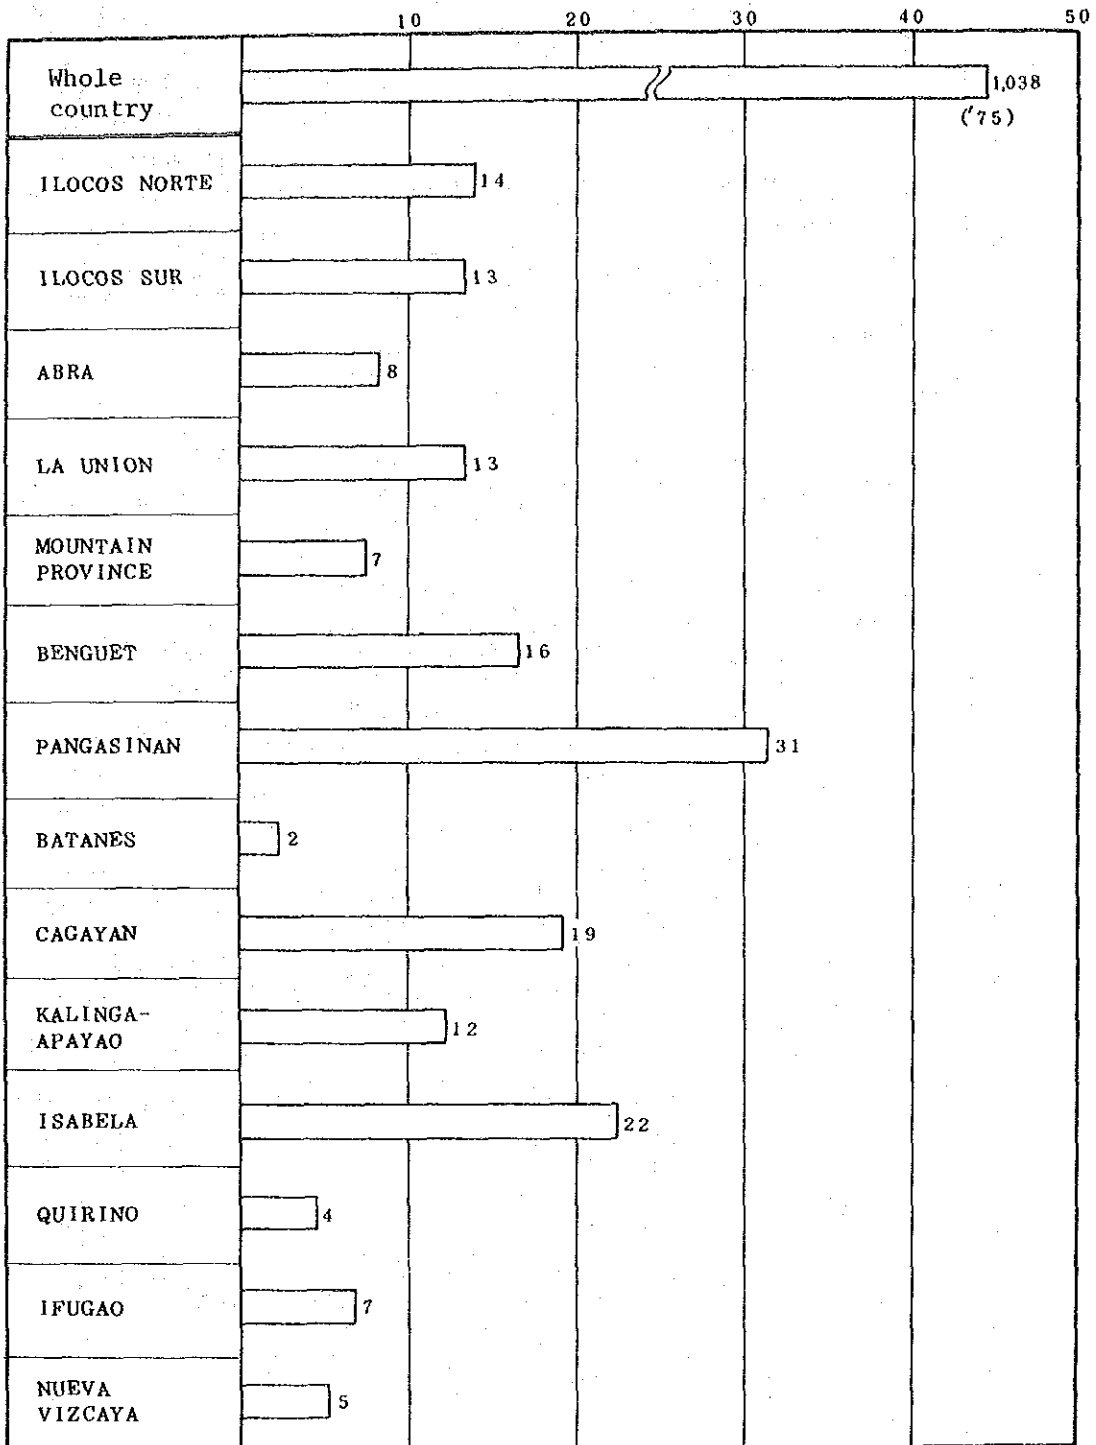 10 20 30 40 50
Whole
country
1,038
('75)
ILOCOS NORTE 14
ILOCOS SUR 13
ABRA 8
LA UNION 13
MOUNTAIN
PROVINCE 7
BENGUET 16
PANGASINAN 31
BATANES 2
CAGAYAN 19
KALINGA-
APAYAO 12
ISABELA 22
QUIRINO 4
IFUGAO 7
NUEVA
VIZCAYA 5